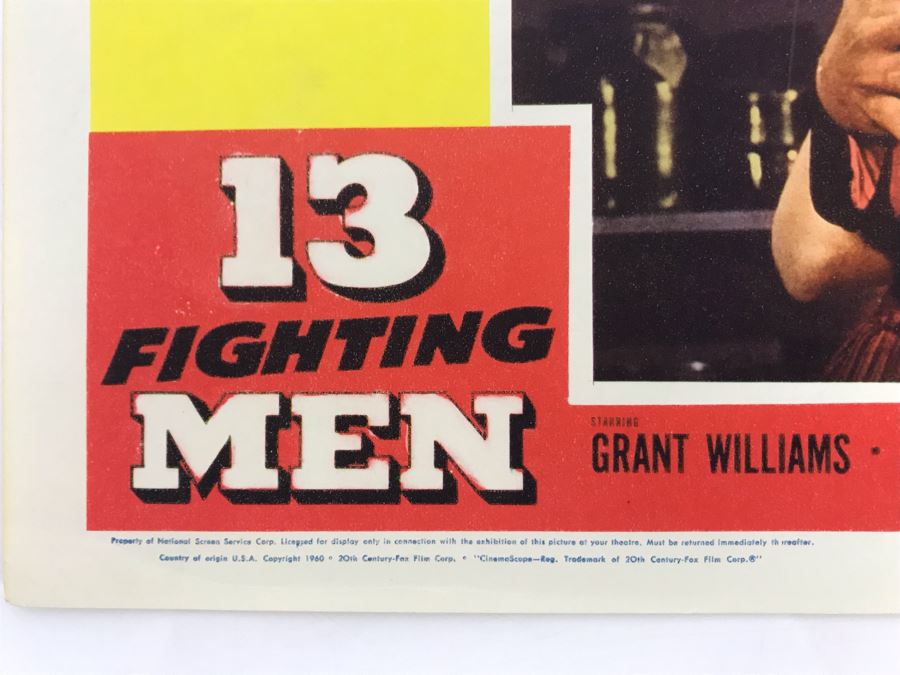 13
FIGHTING
MEN
STARRING
GRANT WILLIAMS •
Property of National Screen Service Corp. Licensed for display only in connection with the exhibition of this picture at your theatre. Must be returned immediately thereafter.
Country of origin U.S.A. Copyright 1960 • 20th Century-Fox Film Corp. • "CinemaScope—Reg. Trademark of 20th Century-Fox Film Corp.®"